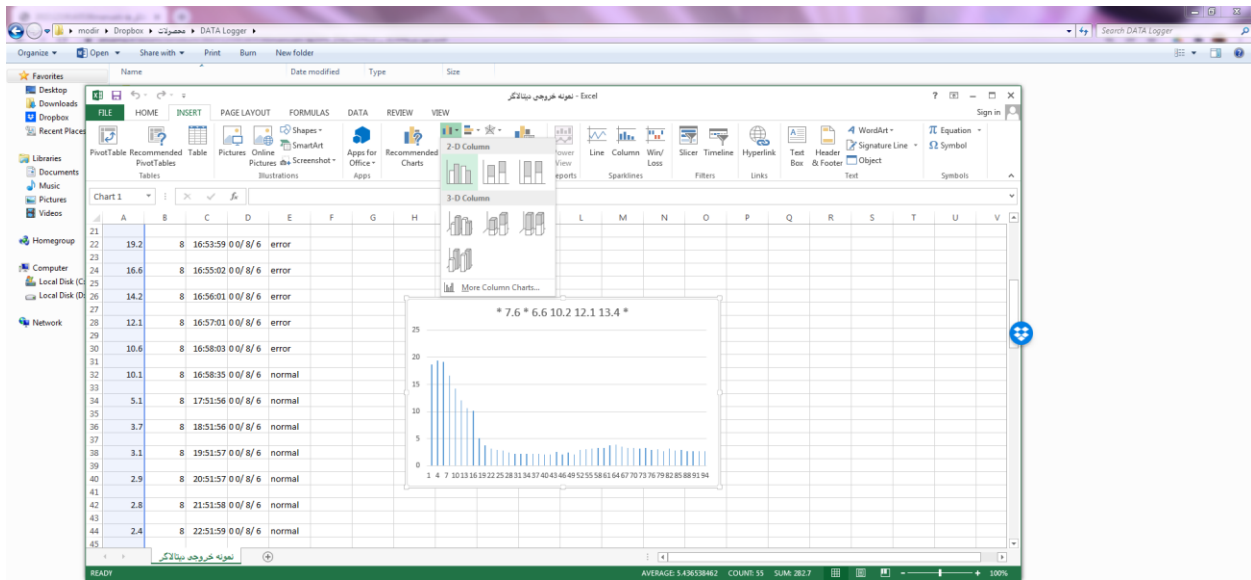 modir ▸ Dropbox ▸ محصولات ▸ DATA Logger ▸
Search DATA Logger
Organize Open Share with Print Burn New folder
Name Date modified Type Size
Favorites
Desktop
Downloads
Dropbox
Recent Places
Libraries
Documents
Music
Pictures
Videos
Homegroup
Computer
Local Disk (C
Local Disk (D
Network
نمونه خروجی دیتالاگر - Excel
FILE HOME INSERT PAGE LAYOUT FORMULAS DATA REVIEW VIEW Sign in
PivotTable Recommended PivotTables Table
Tables
Pictures Online Pictures Shapes SmartArt Screenshot
Illustrations
Apps for Office
Apps
Recommended Charts
2-D Column
3-D Column
More Column Charts...
Power View
Reports
Line Column Win/Loss
Sparklines
Slicer Timeline
Filters
Hyperlink
Links
Text Box Header & Footer WordArt Signature Line Object
Text
Equation
Symbol
Symbols
Chart 1 fx
A B C D E F G H L M N O P Q R S T U V
21
22 19.2 8 16:53:59 0 0/ 8/ 6 error
23
24 16.6 8 16:55:02 0 0/ 8/ 6 error
25
26 14.2 8 16:56:01 0 0/ 8/ 6 error
27
28 12.1 8 16:57:01 0 0/ 8/ 6 error
29
30 10.6 8 16:58:03 0 0/ 8/ 6 error
31
32 10.1 8 16:58:35 0 0/ 8/ 6 normal
33
34 5.1 8 17:51:56 0 0/ 8/ 6 normal
35
36 3.7 8 18:51:56 0 0/ 8/ 6 normal
37
38 3.1 8 19:51:57 0 0/ 8/ 6 normal
39
40 2.9 8 20:51:57 0 0/ 8/ 6 normal
41
42 2.8 8 21:51:58 0 0/ 8/ 6 normal
43
44 2.4 8 22:51:59 0 0/ 8/ 6 normal
45
* 7.6 * 6.6 10.2 12.1 13.4 *
25
20
15
10
5
0
1 4 7 10 13 16 19 22 25 28 31 34 37 40 43 46 49 52 55 58 61 64 67 70 73 76 79 82 85 88 91 94
نمونه خروجی دیتالاگر
READY AVERAGE: 5.436538462 COUNT: 55 SUM: 282.7 100%